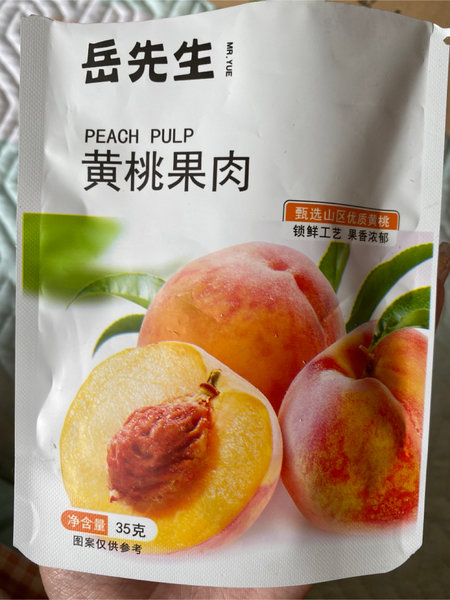 岳先生
MR.YUE
PEACH PULP
黄桃果肉
甄选山区优质黄桃
锁鲜工艺 果香浓郁
净含量 35克
图案仅供参考